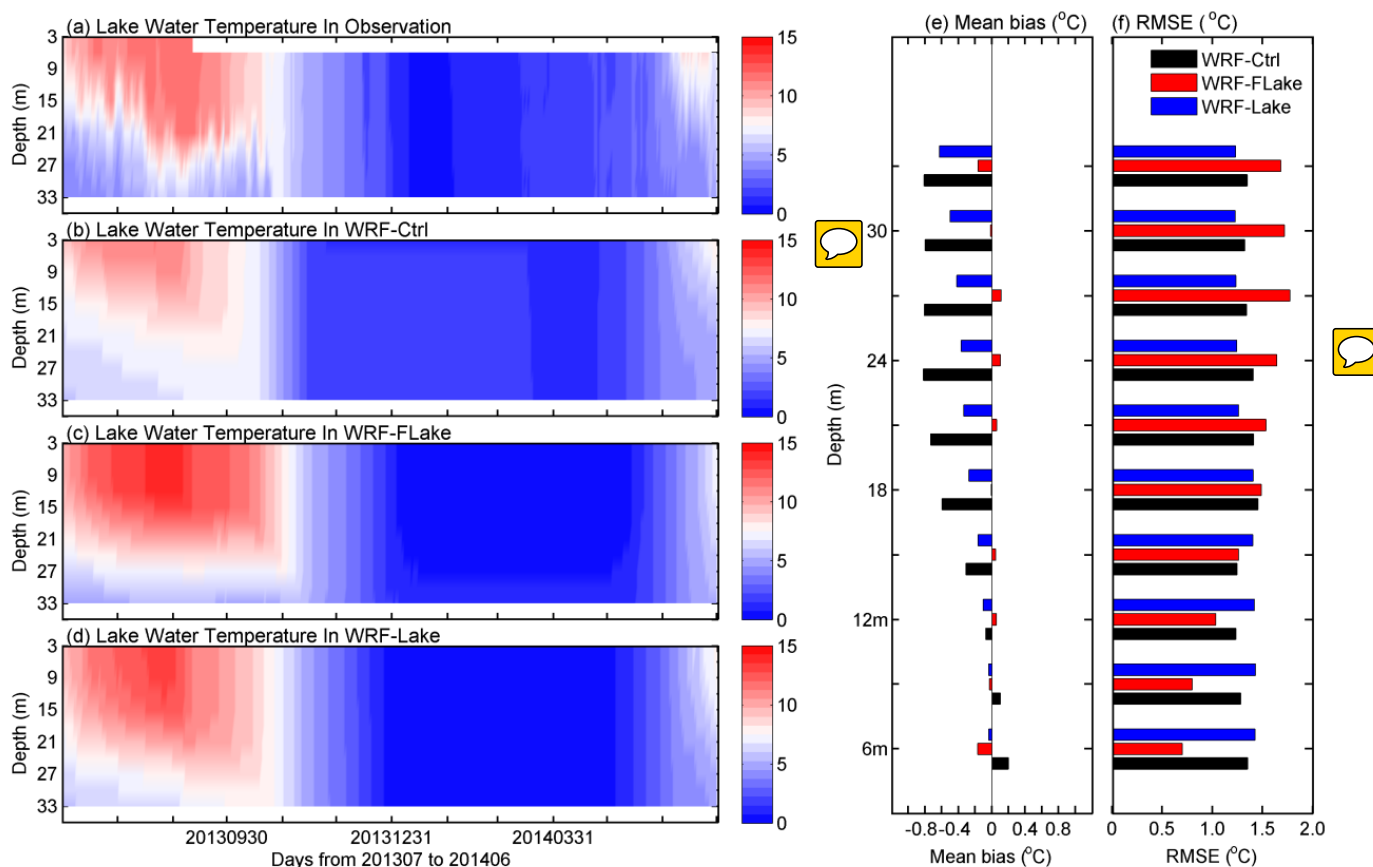 (a) Lake Water Temperature In Observation
3
9
15
21
27
33
Depth (m)
15
10
5
0
(b) Lake Water Temperature In WRF-Ctrl
3
9
15
21
27
33
Depth (m)
15
10
5
0
(c) Lake Water Temperature In WRF-FLake
3
9
15
21
27
33
Depth (m)
15
10
5
0
(d) Lake Water Temperature In WRF-Lake
3
9
15
21
27
33
Depth (m)
15
10
5
0
20130930 20131231 20140331
Days from 201307 to 201406
(e) Mean bias (°C)
30
24
18
12m
6m
Depth (m)
-0.8 -0.4 0 0.4 0.8
Mean bias (°C)
(f) RMSE (°C)
WRF-Ctrl
WRF-FLake
WRF-Lake
0 0.5 1.0 1.5 2.0
RMSE (°C)